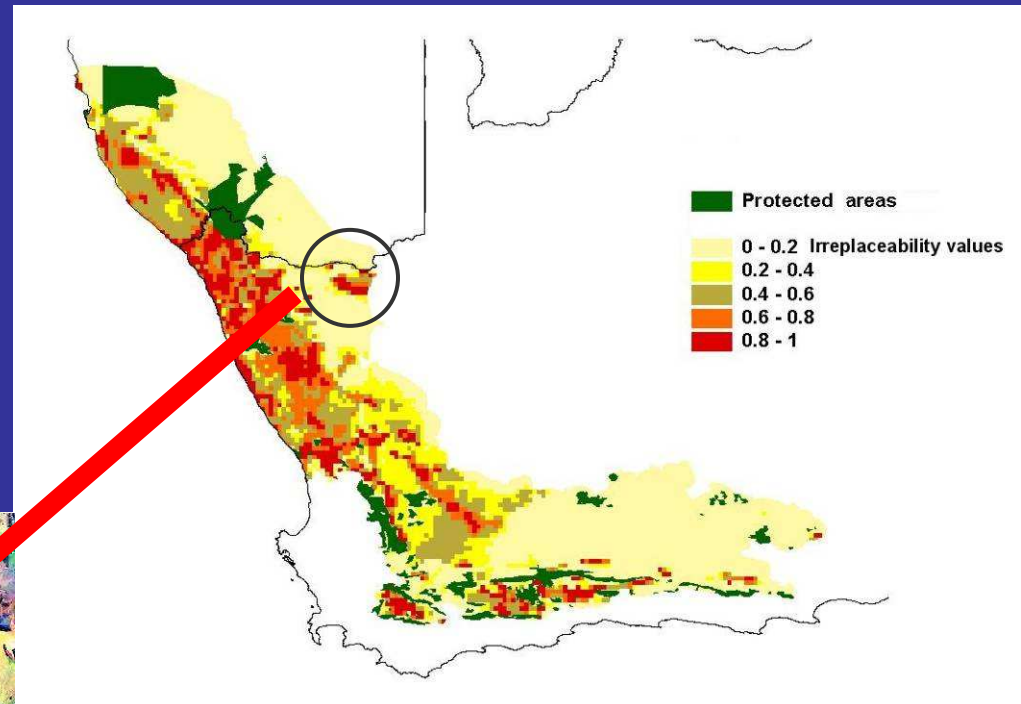 Protected areas
0 - 0.2 Irreplaceability values
0.2 - 0.4
0.4 - 0.6
0.6 - 0.8
0.8 - 1